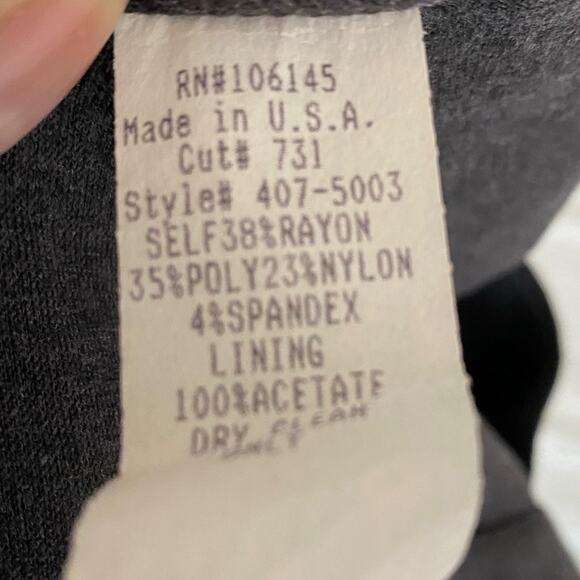 RN#106145
Made in U.S.A.
Cut# 731
Style# 407-5003
SELF38%RAYON
35%POLY23%NYLON
4%SPANDEX
LINING
100%ACETATE
DRY CLEAN
ONLY